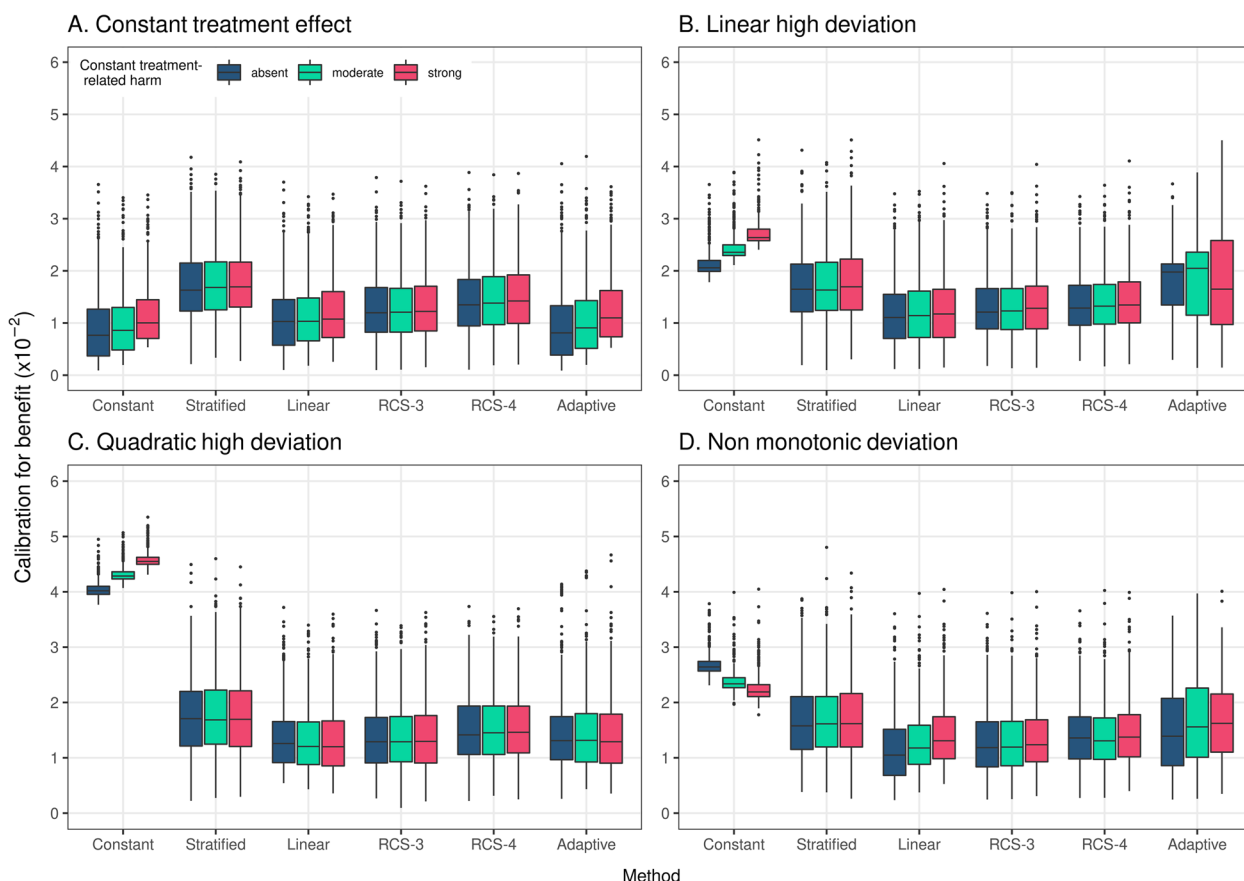 A. Constant treatment effect
B. Linear high deviation
Constant treatment-
related harm
absent
moderate
strong
6
5
4
3
2
1
0
6
5
4
3
2
1
0
Constant Stratified Linear RCS-3 RCS-4 Adaptive
Constant Stratified Linear RCS-3 RCS-4 Adaptive
Calibration for benefit (x10⁻²)
C. Quadratic high deviation
D. Non monotonic deviation
6
5
4
3
2
1
0
6
5
4
3
2
1
0
Constant Stratified Linear RCS-3 RCS-4 Adaptive
Constant Stratified Linear RCS-3 RCS-4 Adaptive
Method